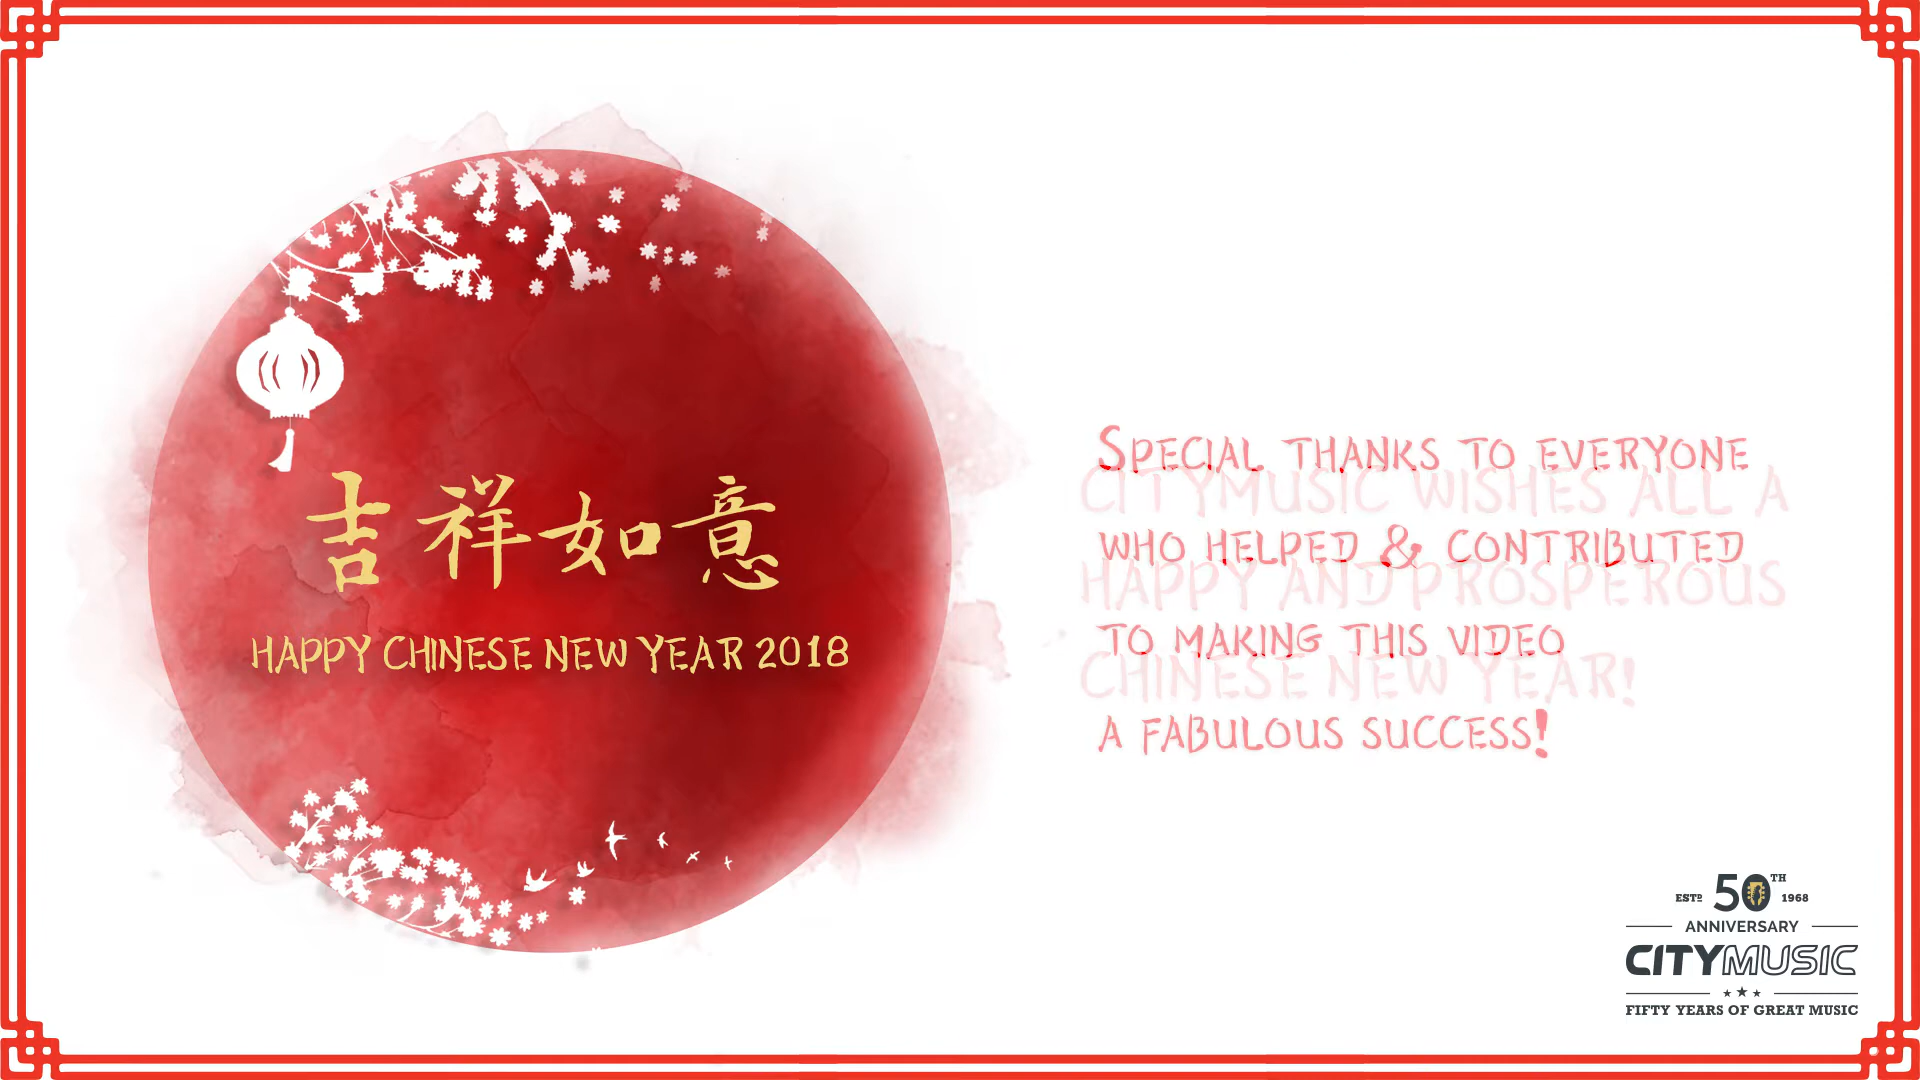 吉祥如意
HAPPY CHINESE NEW YEAR 2018
SPECIAL THANKS TO EVERYONE
CITYMUSIC WISHES ALL A
WHO HELPED & CONTRIBUTED
HAPPY AND PROSPEROUS
TO MAKING THIS VIDEO
CHINESE NEW YEAR!
A FABULOUS SUCCESS!
ESTD 50TH 1968
ANNIVERSARY
CITYMUSIC
FIFTY YEARS OF GREAT MUSIC